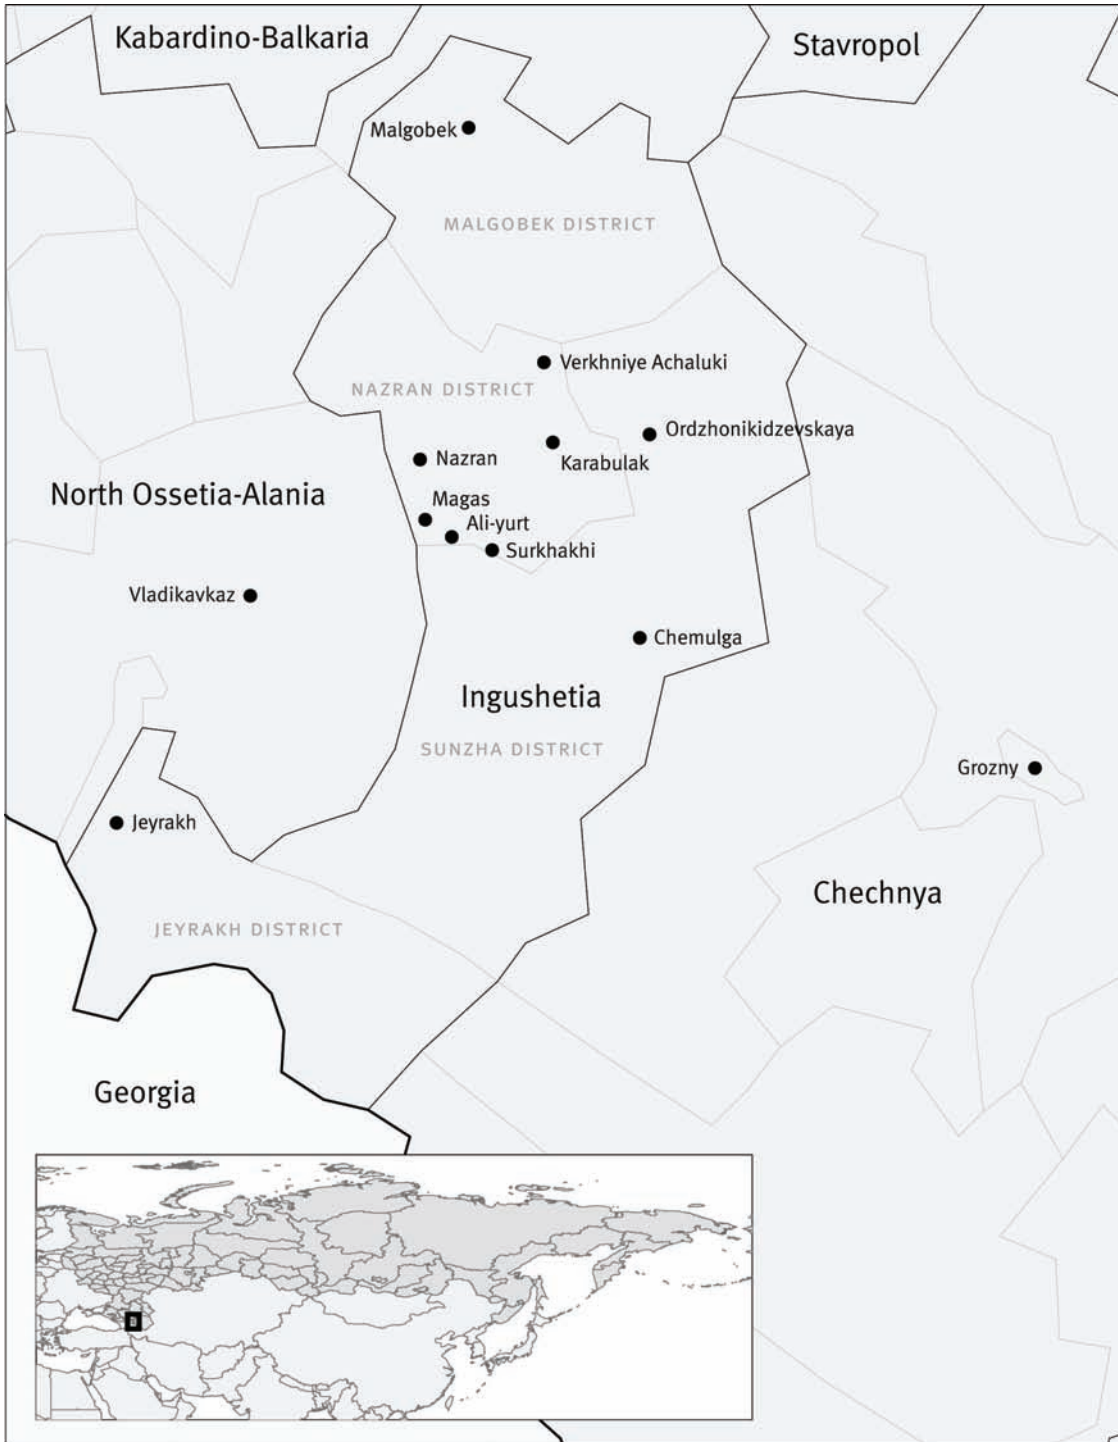 Kabardino-Balkaria
Stavropol
Malgobek
MALGOBEK DISTRICT
Verkhniye Achaluki
NAZRAN DISTRICT
Ordzhonikidzevskaya
Nazran
Karabulak
North Ossetia-Alania
Magas
Ali-yurt
Surkhakhi
Vladikavkaz
Chemulga
Ingushetia
SUNZHA DISTRICT
Grozny
Jeyrakh
Chechnya
JEYRAKH DISTRICT
Georgia